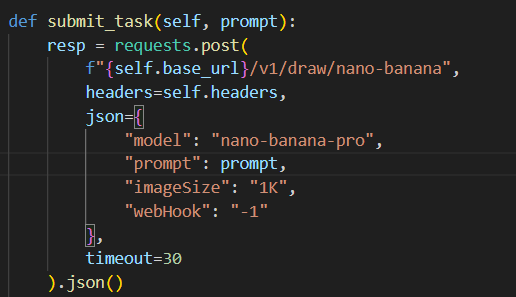 def submit_task(self, prompt):
    resp = requests.post(
        f"{self.base_url}/v1/draw/nano-banana",
        headers=self.headers,
        json={
            "model": "nano-banana-pro",
            "prompt": prompt,
            "imageSize": "1K",
            "webHook": "-1"
        },
        timeout=30
    ).json()